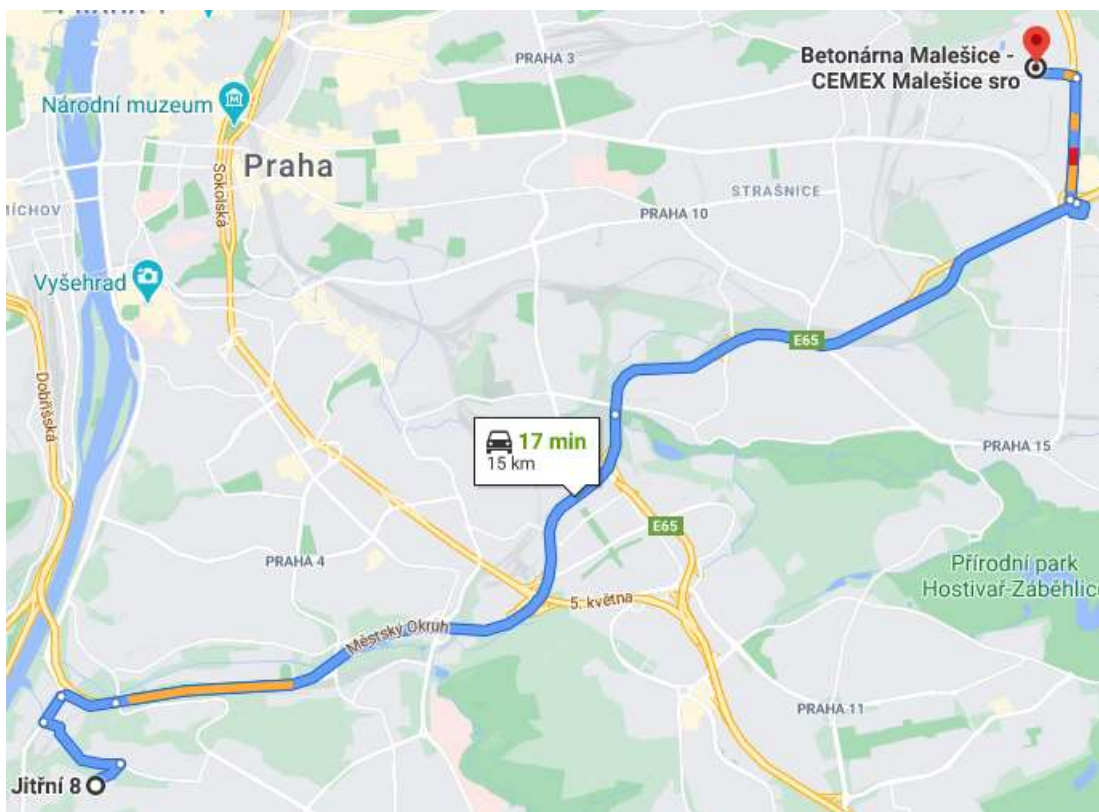 PRAHA 3
Betonárna Malešice -
CEMEX Malešice sro
Národní muzeum
Praha
Sokolská
STRAŠNICE
MÍCHOV
PRAHA 10
Vyšehrad
E65
Dobříšská
17 min
15 km
PRAHA 15
E65
PRAHA 4
Přírodní park
Hostivař-Záběhlice
5. května
Městský Okruh
PRAHA 11
Jitřní 8